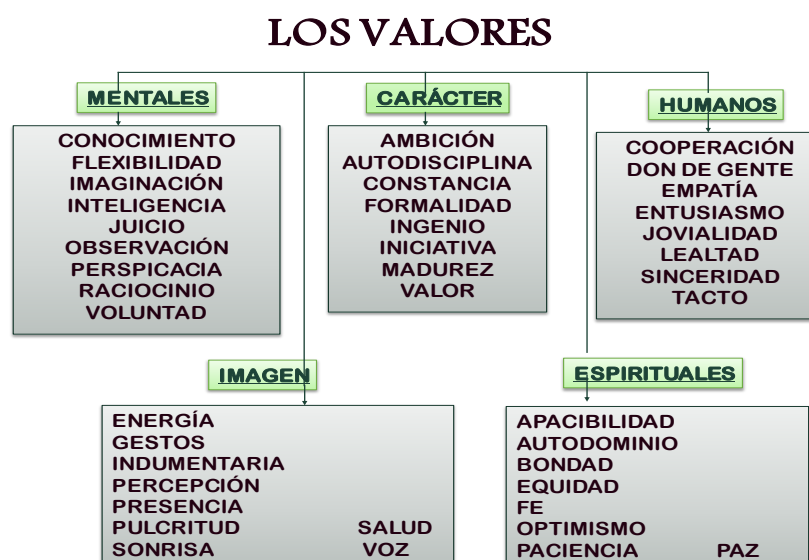 LOS VALORES
MENTALES
CONOCIMIENTO
FLEXIBILIDAD
IMAGINACIÓN
INTELIGENCIA
JUICIO
OBSERVACIÓN
PERSPICACIA
RACIOCINIO
VOLUNTAD
CARÁCTER
AMBICIÓN
AUTODISCIPLINA
CONSTANCIA
FORMALIDAD
INGENIO
INICIATIVA
MADUREZ
VALOR
HUMANOS
COOPERACIÓN
DON DE GENTE
EMPATÍA
ENTUSIASMO
JOVIALIDAD
LEALTAD
SINCERIDAD
TACTO
IMAGEN
ENERGÍA
GESTOS
INDUMENTARIA
PERCEPCIÓN
PRESENCIA
PULCRITUD SALUD
SONRISA VOZ
ESPIRITUALES
APACIBILIDAD
AUTODOMINIO
BONDAD
EQUIDAD
FE
OPTIMISMO
PACIENCIA PAZ